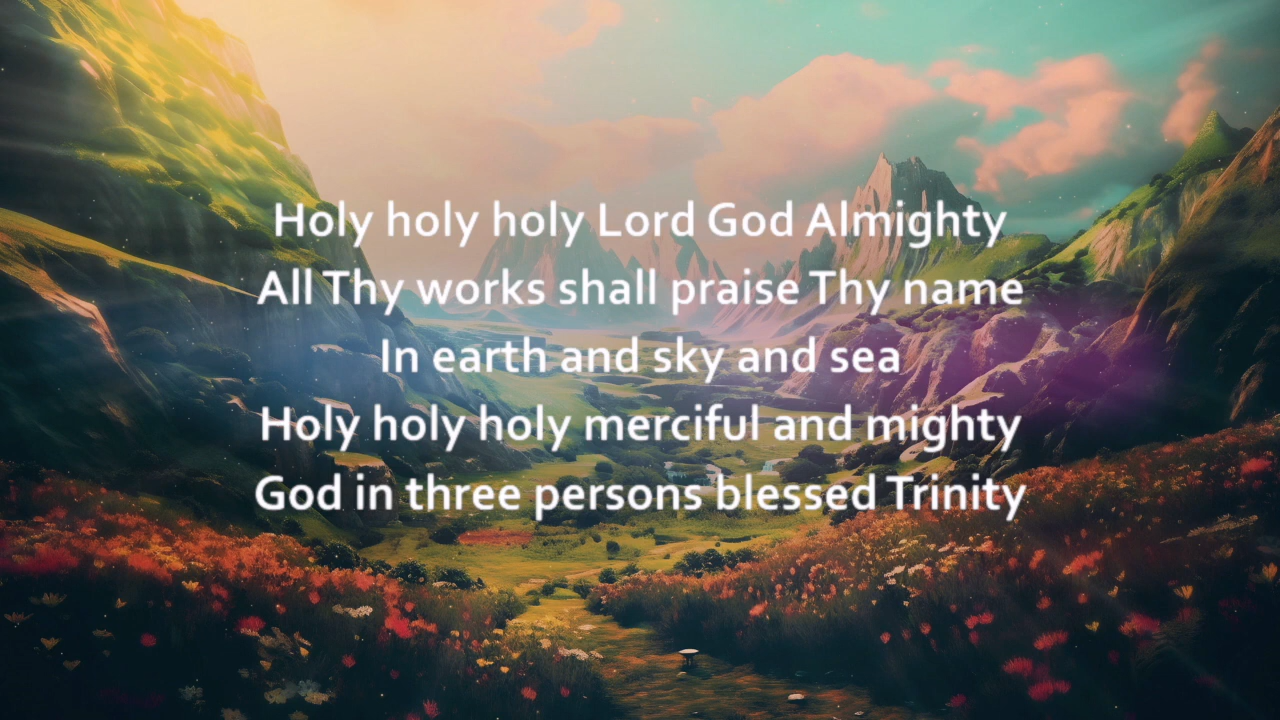 Holy holy holy Lord God Almighty
All Thy works shall praise Thy name
In earth and sky and sea
Holy holy holy merciful and mighty
God in three persons blessed Trinity